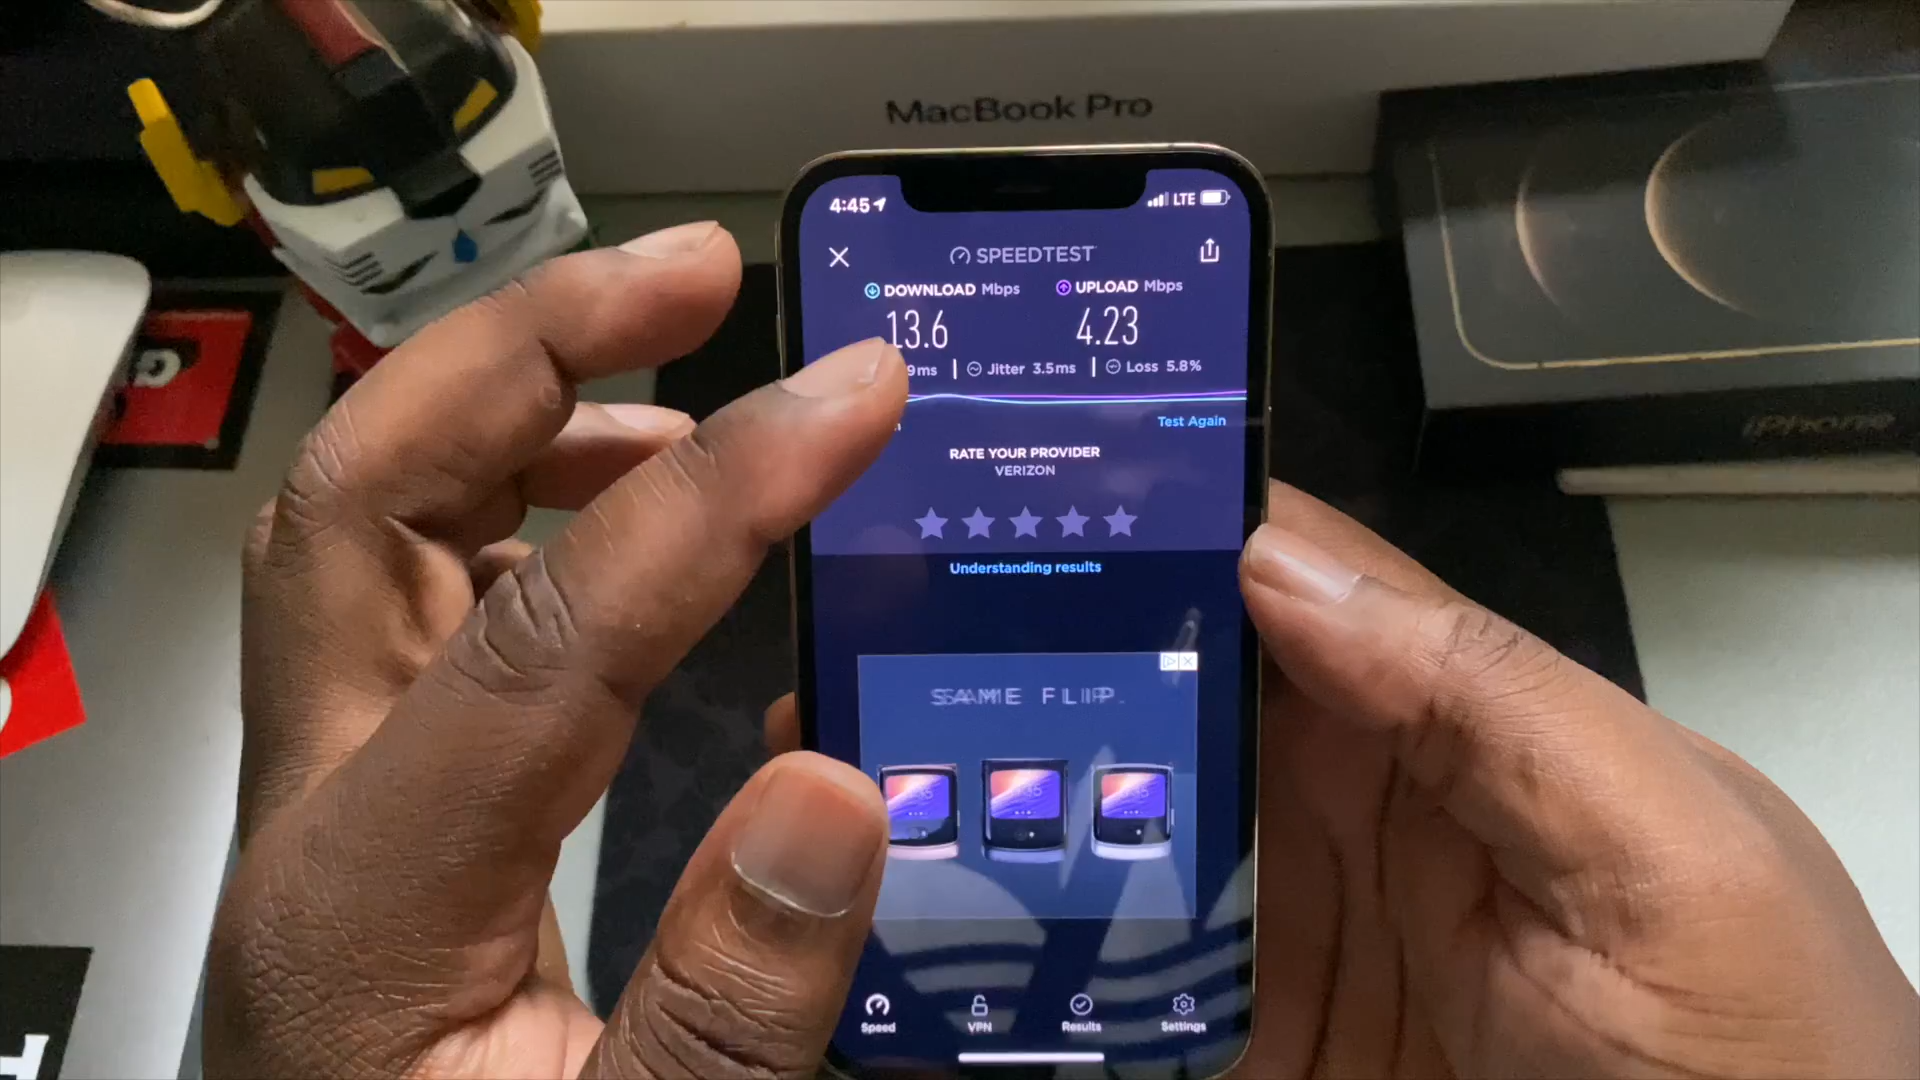 MacBook Pro
4:45
LTE
SPEEDTEST
DOWNLOAD Mbps
UPLOAD Mbps
13.6
4.23
9ms
Jitter 3.5ms
Loss 5.8%
Test Again
RATE YOUR PROVIDER
VERIZON
Understanding results
SAME FLIP.
Speed
VPN
Results
Settings
iPhone